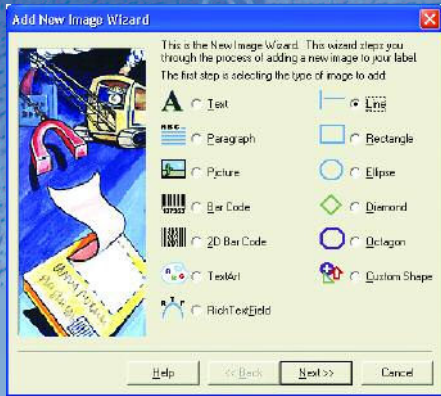 Add New Image Wizard
This is the New Image Wizard. This wizard steps you
through the process of adding a new image to your label.
The first step is selecting the type of image to add:
A Text
Line
ABC... Paragraph
Rectangle
Picture
Ellipse
Bar Code
Diamond
2D Bar Code
Octagon
TextArt
Custom Shape
RTF RichTextField
Help
<< Back
Next >>
Cancel